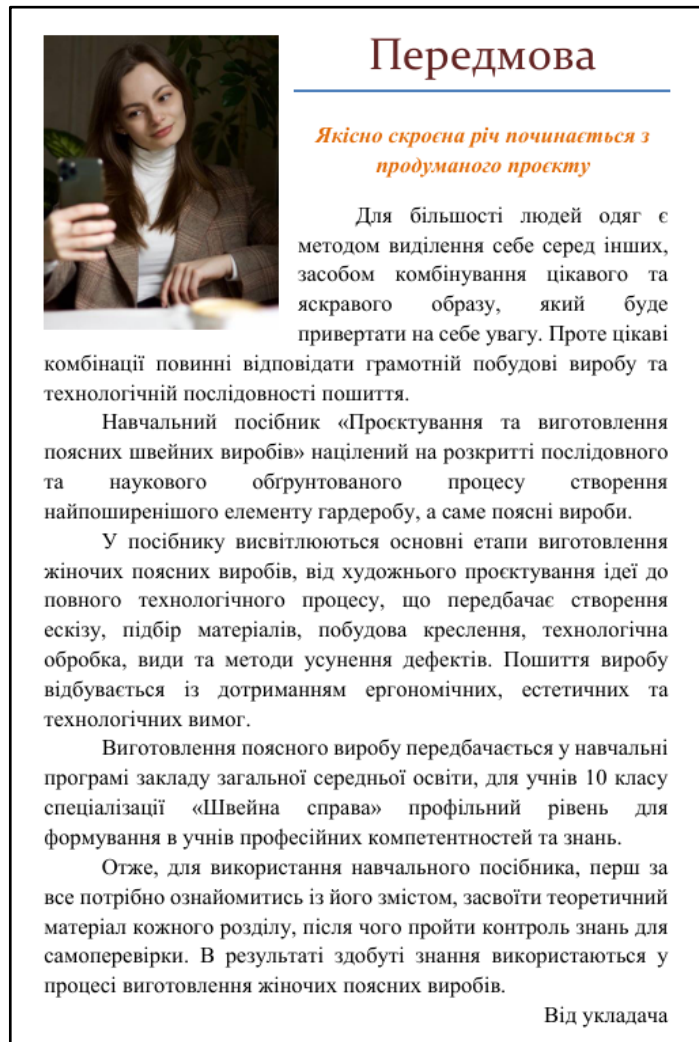 Передмова
Якісно скроєна річ починається з
продуманого проєкту
Для більшості людей одяг є
методом виділення себе серед інших,
засобом комбінування цікавого та
яскравого образу, який буде
привертати на себе увагу. Проте цікаві
комбінації повинні відповідати грамотній побудові виробу та
технологічній послідовності пошиття.
Навчальний посібник «Проєктування та виготовлення
поясних швейних виробів» націлений на розкритті послідовного
та наукового обґрунтованого процесу створення
найпоширенішого елементу гардеробу, а саме поясні вироби.
У посібнику висвітлюються основні етапи виготовлення
жіночих поясних виробів, від художнього проєктування ідеї до
повного технологічного процесу, що передбачає створення
ескізу, підбір матеріалів, побудова креслення, технологічна
обробка, види та методи усунення дефектів. Пошиття виробу
відбувається із дотриманням ергономічних, естетичних та
технологічних вимог.
Виготовлення поясного виробу передбачається у навчальні
програмі закладу загальної середньої освіти, для учнів 10 класу
спеціалізації «Швейна справа» профільний рівень для
формування в учнів професійних компетентностей та знань.
Отже, для використання навчального посібника, перш за
все потрібно ознайомитись із його змістом, засвоїти теоретичний
матеріал кожного розділу, після чого пройти контроль знань для
самоперевірки. В результаті здобуті знання використаються у
процесі виготовлення жіночих поясних виробів.
Від укладача